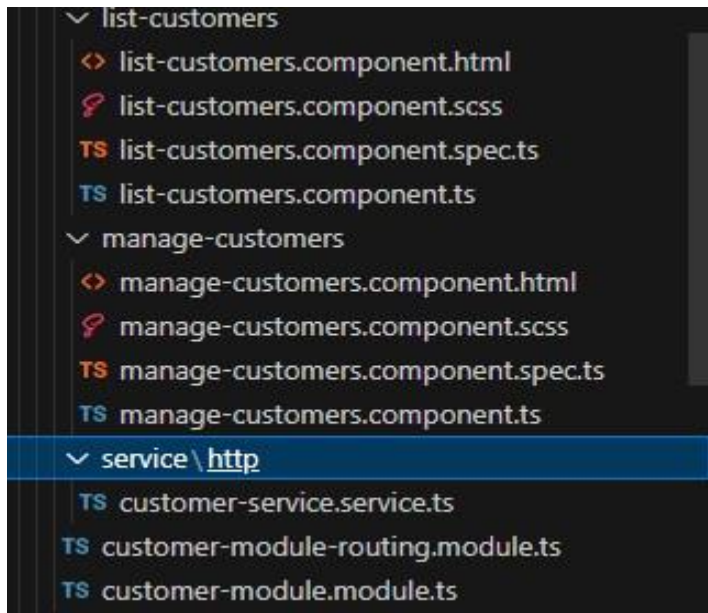 list-customers
list-customers.component.html
list-customers.component.scss
TS list-customers.component.spec.ts
TS list-customers.component.ts
manage-customers
manage-customers.component.html
manage-customers.component.scss
TS manage-customers.component.spec.ts
TS manage-customers.component.ts
service\http
TS customer-service.service.ts
TS customer-module-routing.module.ts
TS customer-module.module.ts